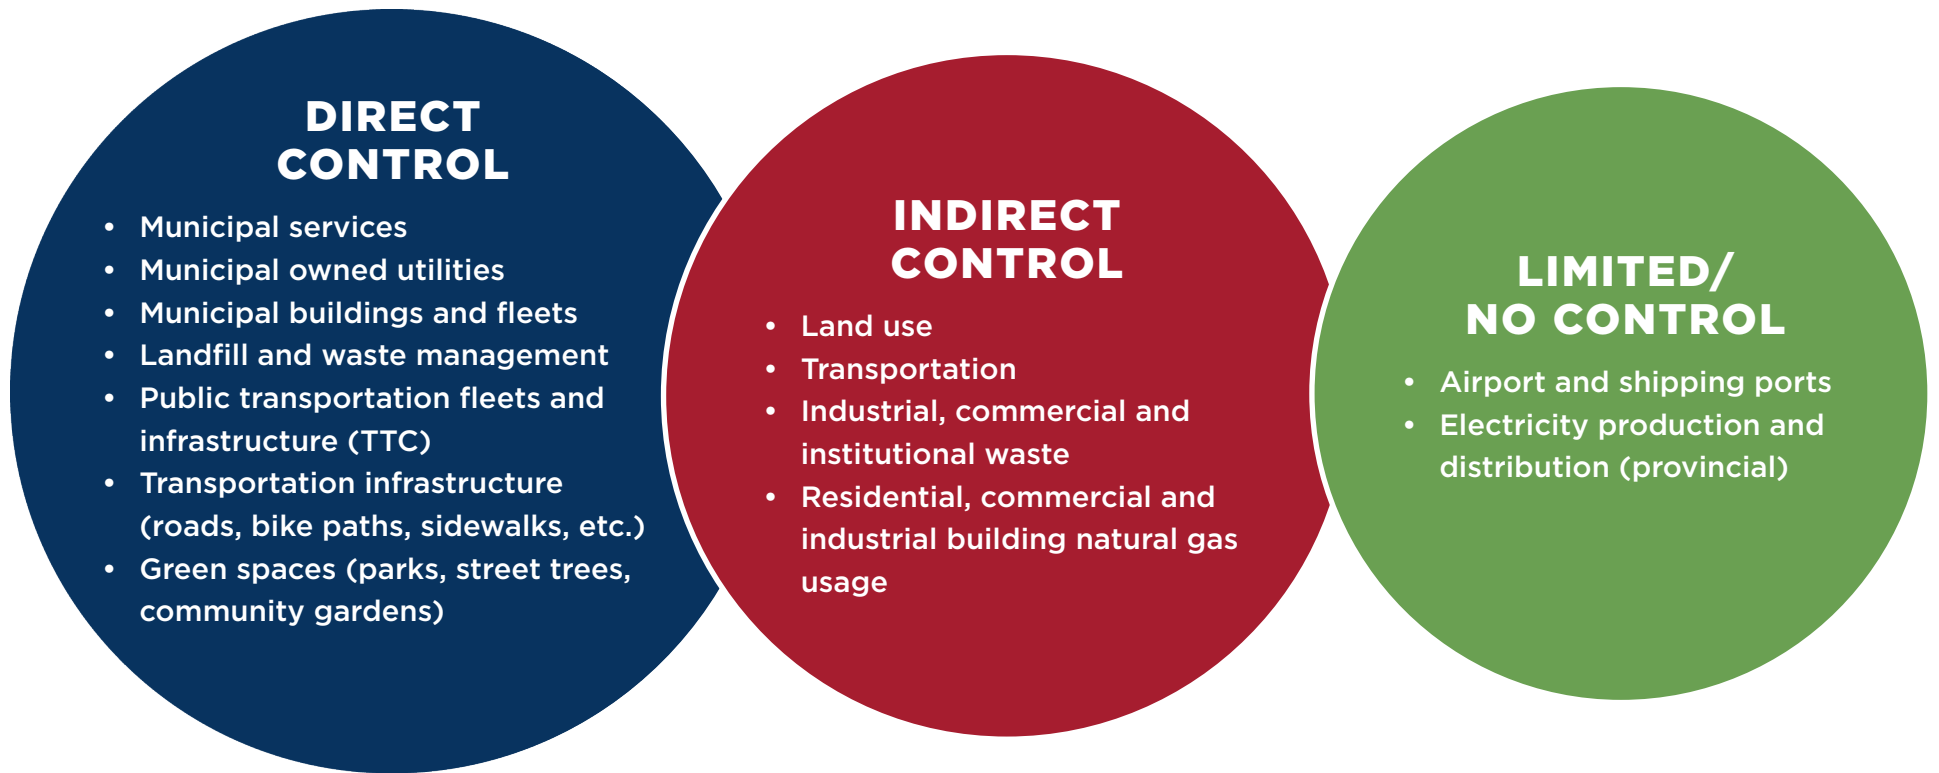 DIRECT
CONTROL
• Municipal services
• Municipal owned utilities
• Municipal buildings and fleets
• Landfill and waste management
• Public transportation fleets and
infrastructure (TTC)
• Transportation infrastructure
(roads, bike paths, sidewalks, etc.)
• Green spaces (parks, street trees,
community gardens)
INDIRECT
CONTROL
• Land use
• Transportation
• Industrial, commercial and
institutional waste
• Residential, commercial and
industrial building natural gas
usage
LIMITED/
NO CONTROL
• Airport and shipping ports
• Electricity production and
distribution (provincial)